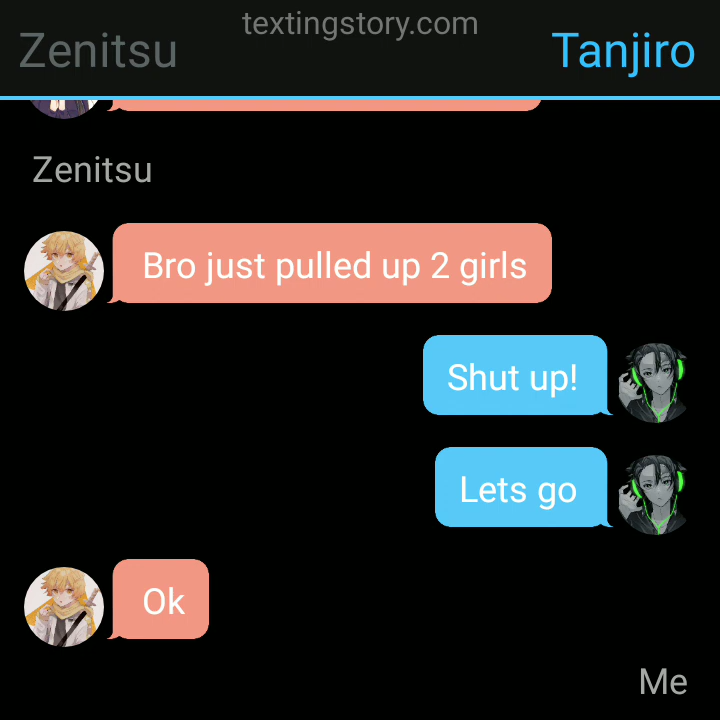 textingstory.com
Zenitsu
Tanjiro
Zenitsu
Bro just pulled up 2 girls
Shut up!
Lets go
Ok
Me